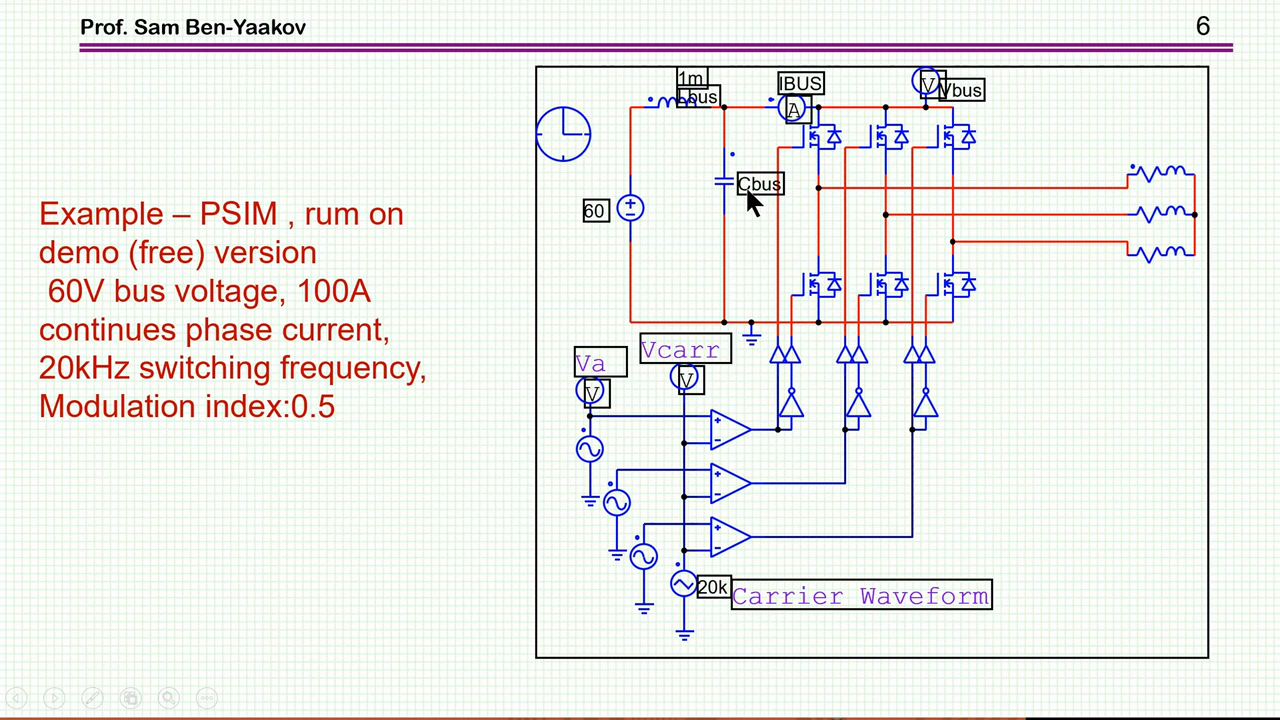 Prof. Sam Ben-Yaakov
6
1m
Lbus
IBUS
A
V
Vbus
Cbus
60
Example – PSIM , rum on
demo (free) version
60V bus voltage, 100A
continues phase current,
20kHz switching frequency,
Modulation index:0.5
Va
V
Vcarr
V
20k
Carrier Waveform